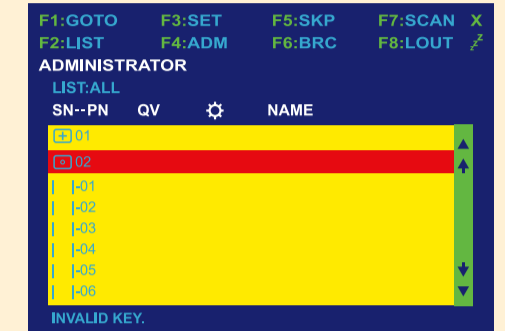 F1:GOTO F3:SET F5:SKP F7:SCAN X
F2:LIST F4:ADM F6:BRC F8:LOUT zZ
ADMINISTRATOR
LIST:ALL
SN--PN QV NAME
01
02
| |-01
| |-02
| |-03
| |-04
| |-05
| |-06
INVALID KEY.